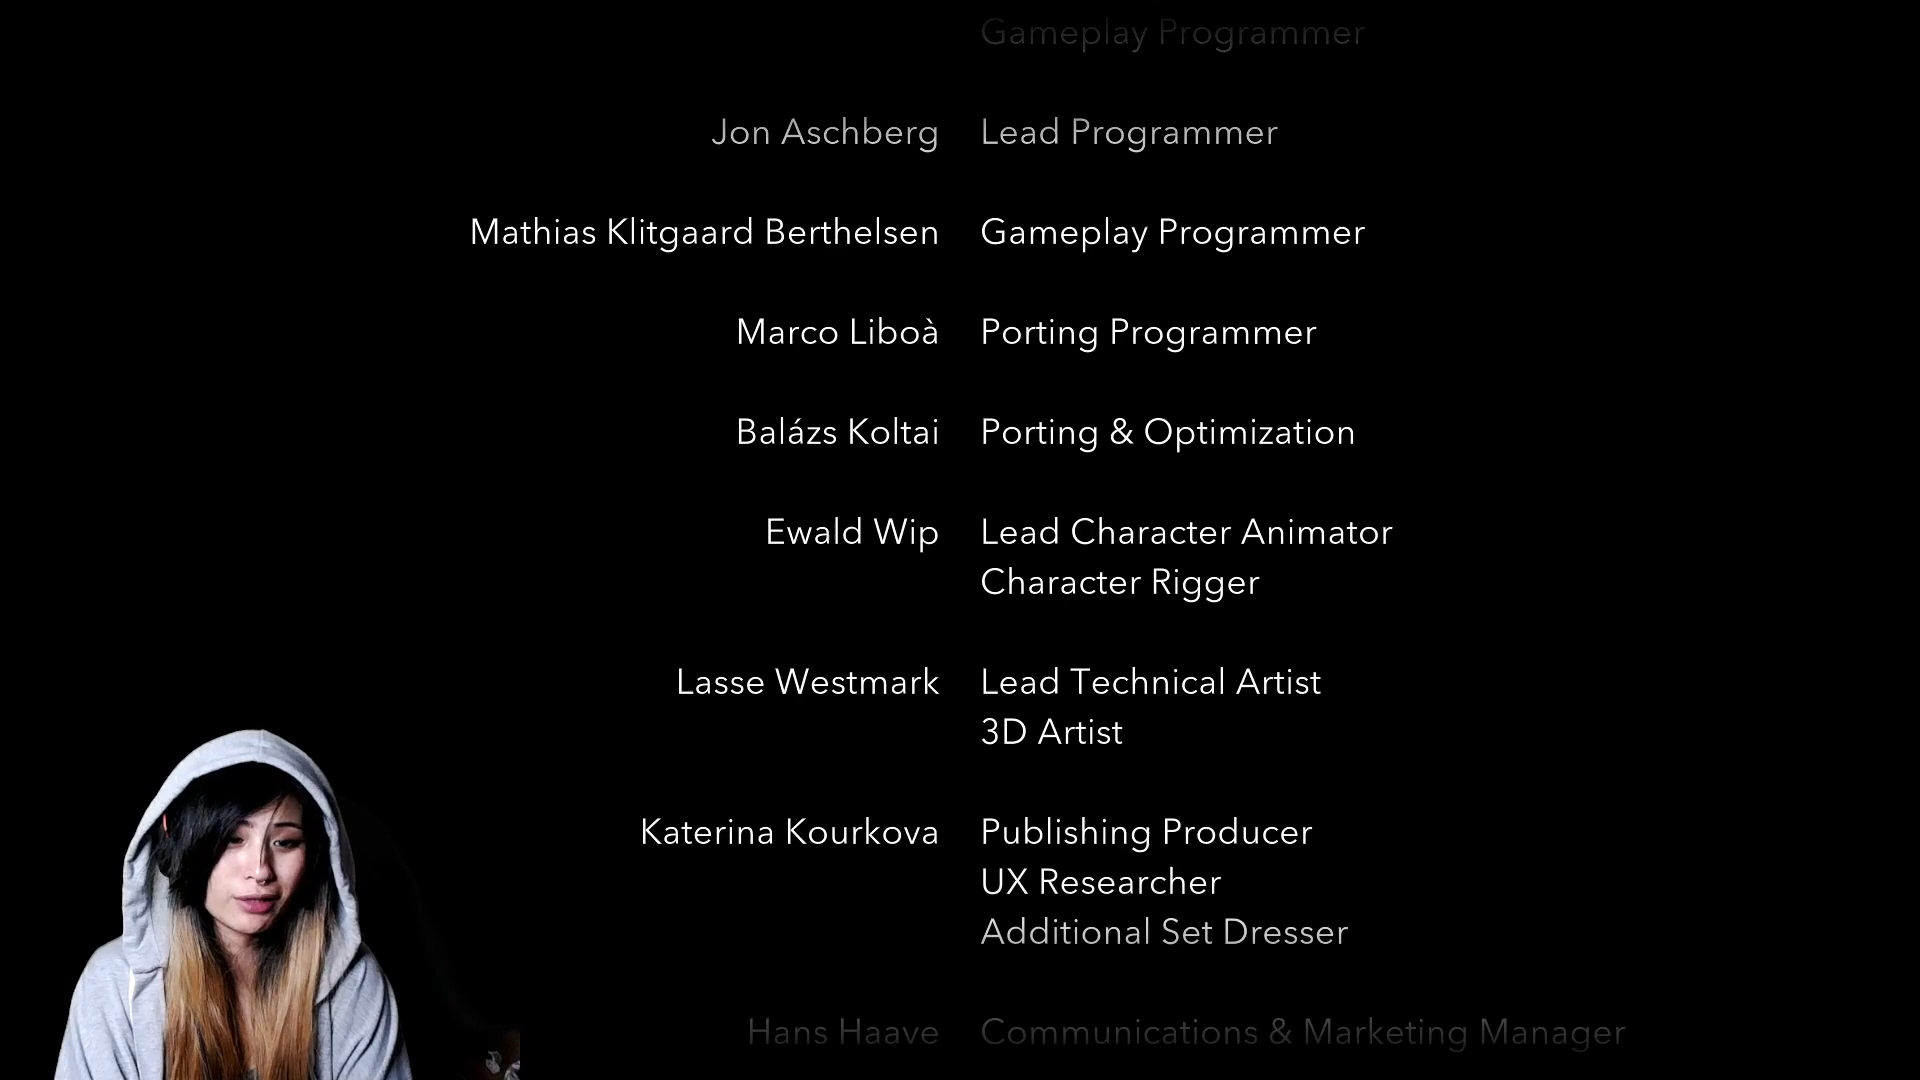 Gameplay Programmer
Jon Aschberg Lead Programmer
Mathias Klitgaard Berthelsen Gameplay Programmer
Marco Liboà Porting Programmer
Balázs Koltai Porting & Optimization
Ewald Wip Lead Character Animator
Character Rigger
Lasse Westmark Lead Technical Artist
3D Artist
Katerina Kourkova Publishing Producer
UX Researcher
Additional Set Dresser
Hans Haave Communications & Marketing Manager